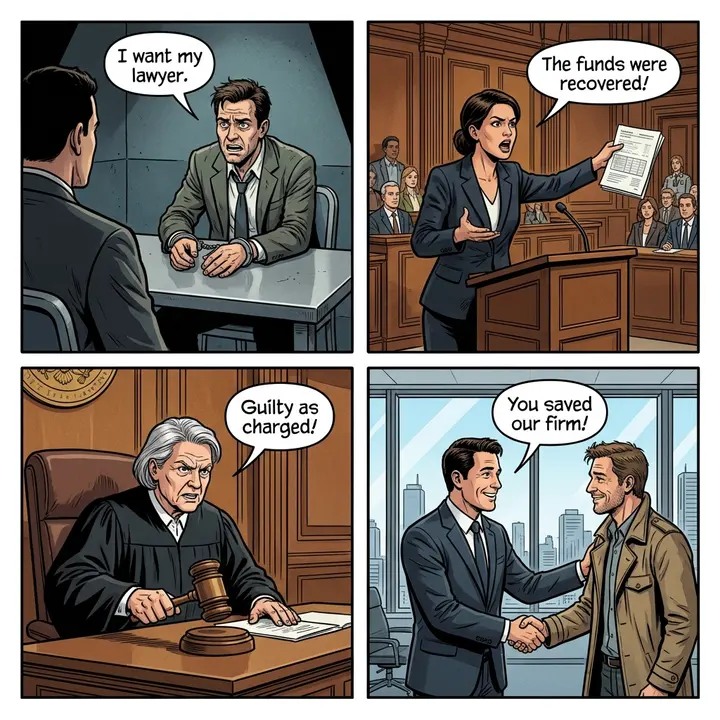 I want my
lawyer.
The funds were
recovered!
Guilty as
charged!
You saved
our firm!